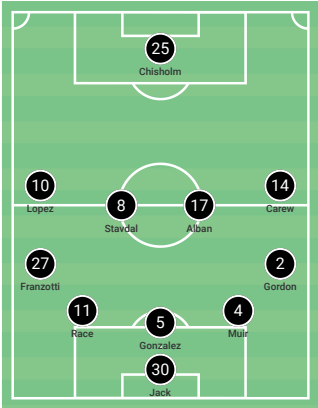 25
Chisholm
10
Lopez
14
Carew
8
Stavdal
17
Alban
27
Franzotti
2
Gordon
11
Race
4
Muir
5
Gonzalez
30
Jack